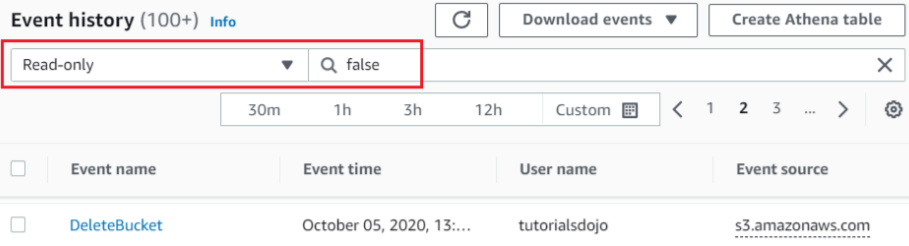 Event history (100+) Info Download events Create Athena table
Read-only false
30m 1h 3h 12h Custom 1 2 3 ...
Event name Event time User name Event source
DeleteBucket October 05, 2020, 13:... tutorialsdojo s3.amazonaws.com